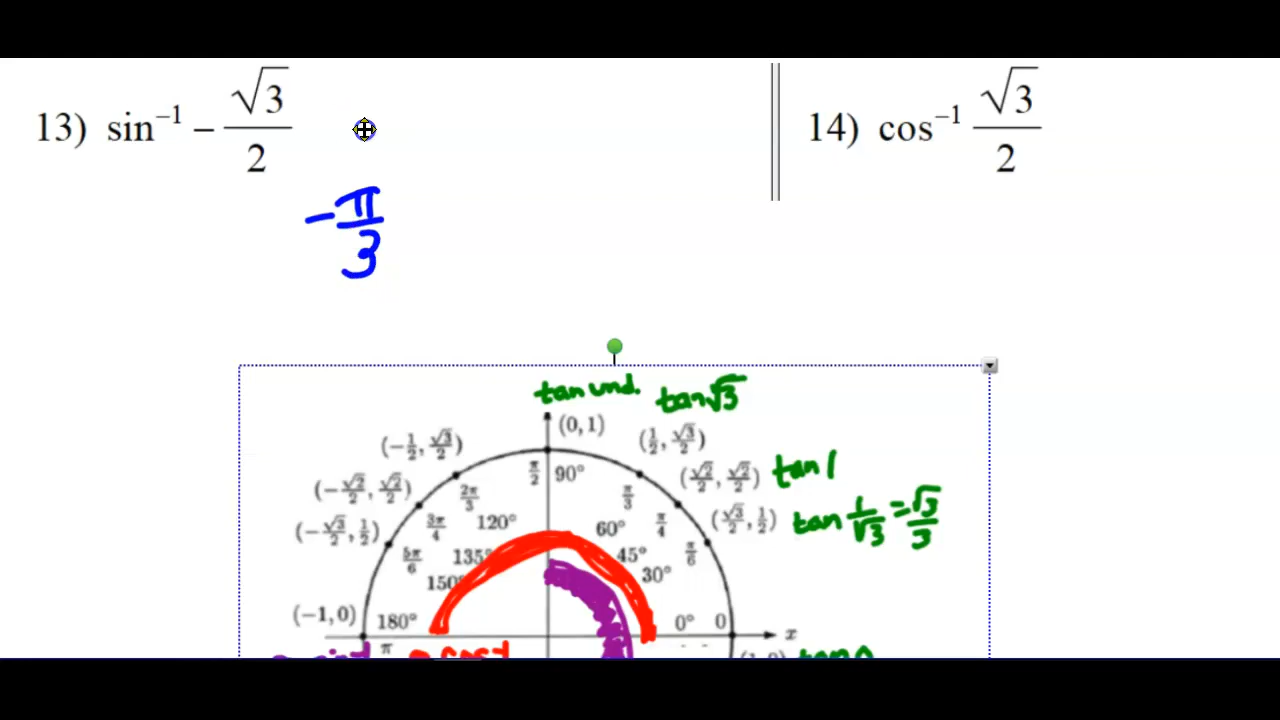 13) sin⁻¹ − √3/2
14) cos⁻¹ √3/2
−π/3
tan und.
tan √3
(0, 1)
(−1/2, √3/2)
(1/2, √3/2)
(−√2/2, √2/2)
π/2 90°
(√2/2, √2/2) tan 1
2π/3
π/3
(−√3/2, 1/2)
3π/4 120°
60° π/4
(√3/2, 1/2) tan 1/√3 = √3/3
5π/6 135°
45° π/6
150°
30°
(−1, 0) 180°
0° 0 x
π